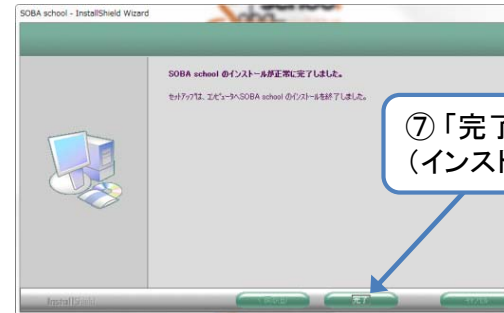 SOBA school - InstallShield Wizard
SOBA school のインストールが正常に完了しました。
セットアップは、コンピュータへSOBA school のインストールを終了しました。
⑦「完了
（インスト
InstallShield
完了